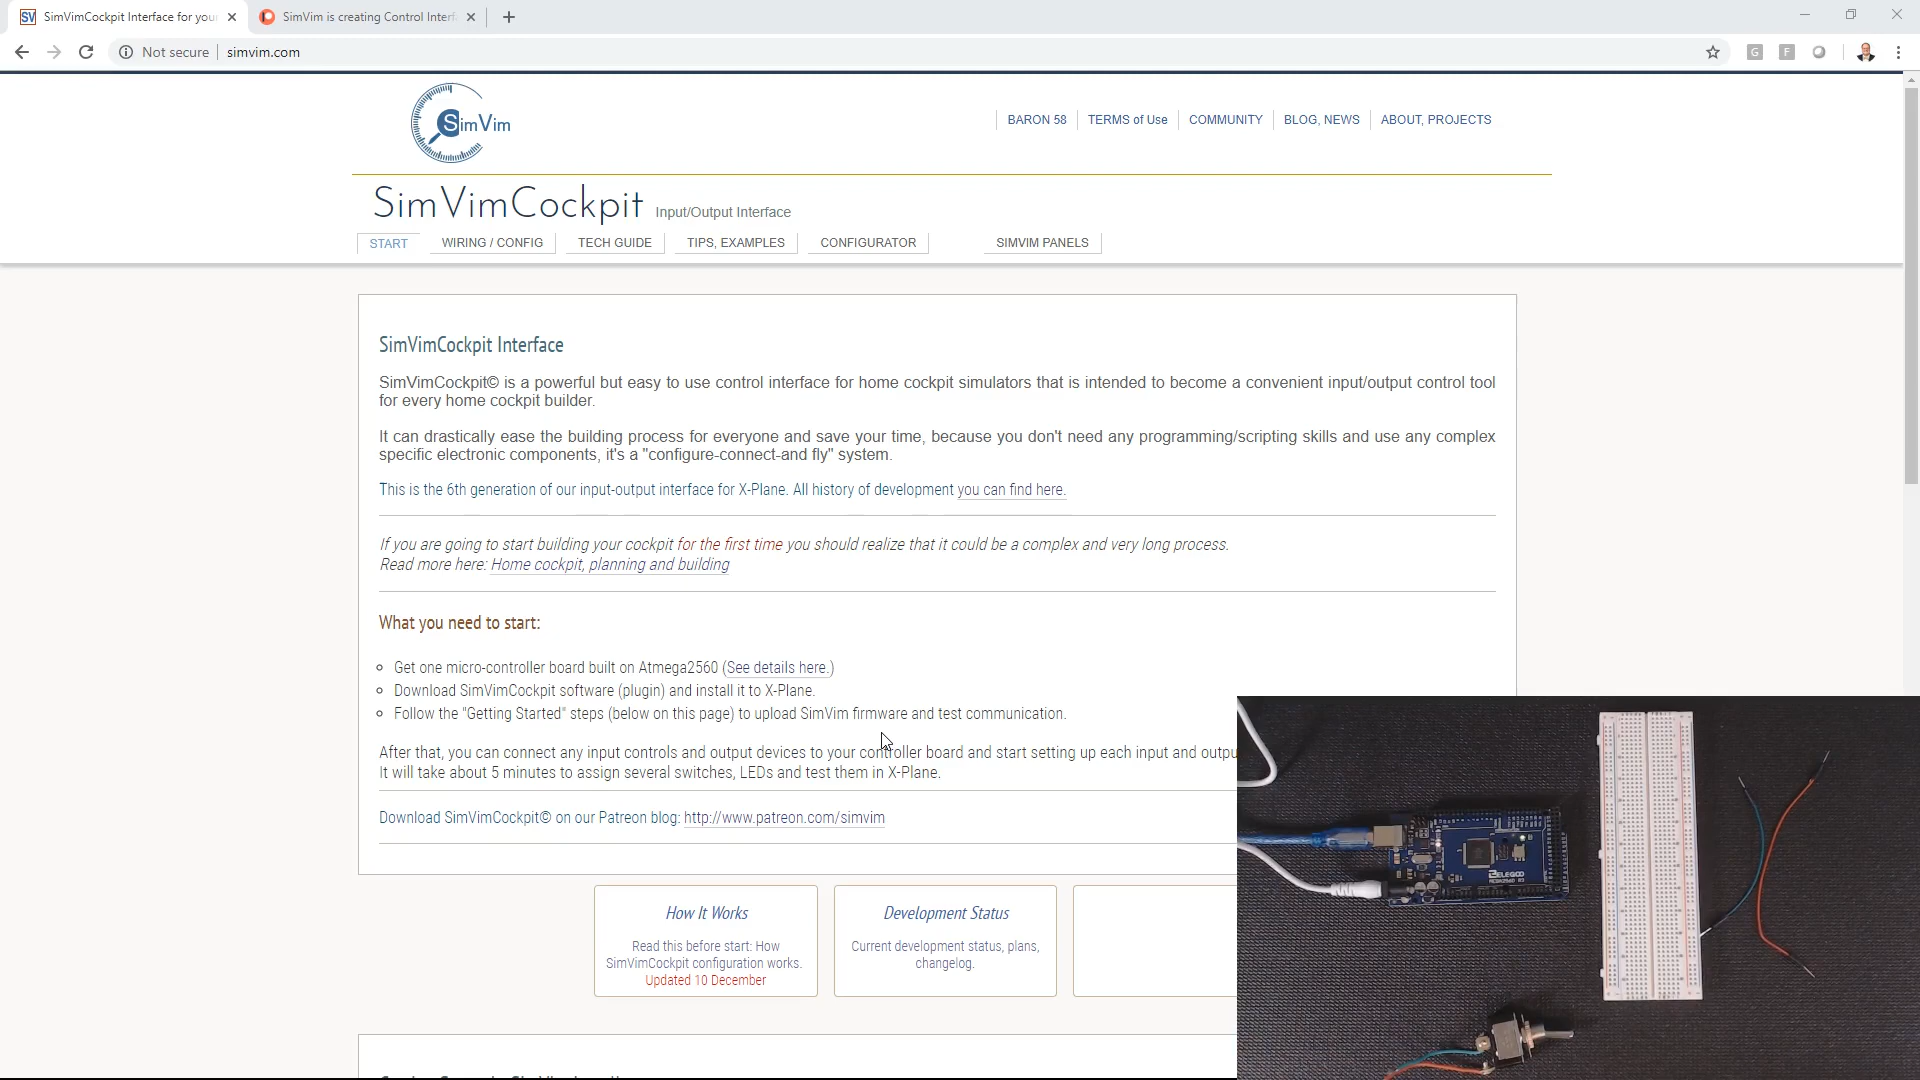 SimVimCockpit Interface for your
SimVim is creating Control Interf
Not secure
simvim.com
G
F
SimVim
BARON 58
TERMS of Use
COMMUNITY
BLOG, NEWS
ABOUT, PROJECTS
SimVimCockpit Input/Output Interface
START
WIRING / CONFIG
TECH GUIDE
TIPS, EXAMPLES
CONFIGURATOR
SIMVIM PANELS
SimVimCockpit Interface
SimVimCockpit© is a powerful but easy to use control interface for home cockpit simulators that is intended to become a convenient input/output control tool
for every home cockpit builder.
It can drastically ease the building process for everyone and save your time, because you don't need any programming/scripting skills and use any complex
specific electronic components, it's a "configure-connect-and fly" system.
This is the 6th generation of our input-output interface for X-Plane. All history of development you can find here.
If you are going to start building your cockpit for the first time you should realize that it could be a complex and very long process.
Read more here: Home cockpit, planning and building
What you need to start:
Get one micro-controller board built on Atmega2560 (See details here.)
Download SimVimCockpit software (plugin) and install it to X-Plane.
Follow the "Getting Started" steps (below on this page) to upload SimVim firmware and test communication.
After that, you can connect any input controls and output devices to your controller board and start setting up each input and outpu
It will take about 5 minutes to assign several switches, LEDs and test them in X-Plane.
Download SimVimCockpit© on our Patreon blog: http://www.patreon.com/simvim
How It Works
Read this before start: How
SimVimCockpit configuration works.
Updated 10 December
Development Status
Current development status, plans,
changelog.
ELEGOO
MEGA2560 R3